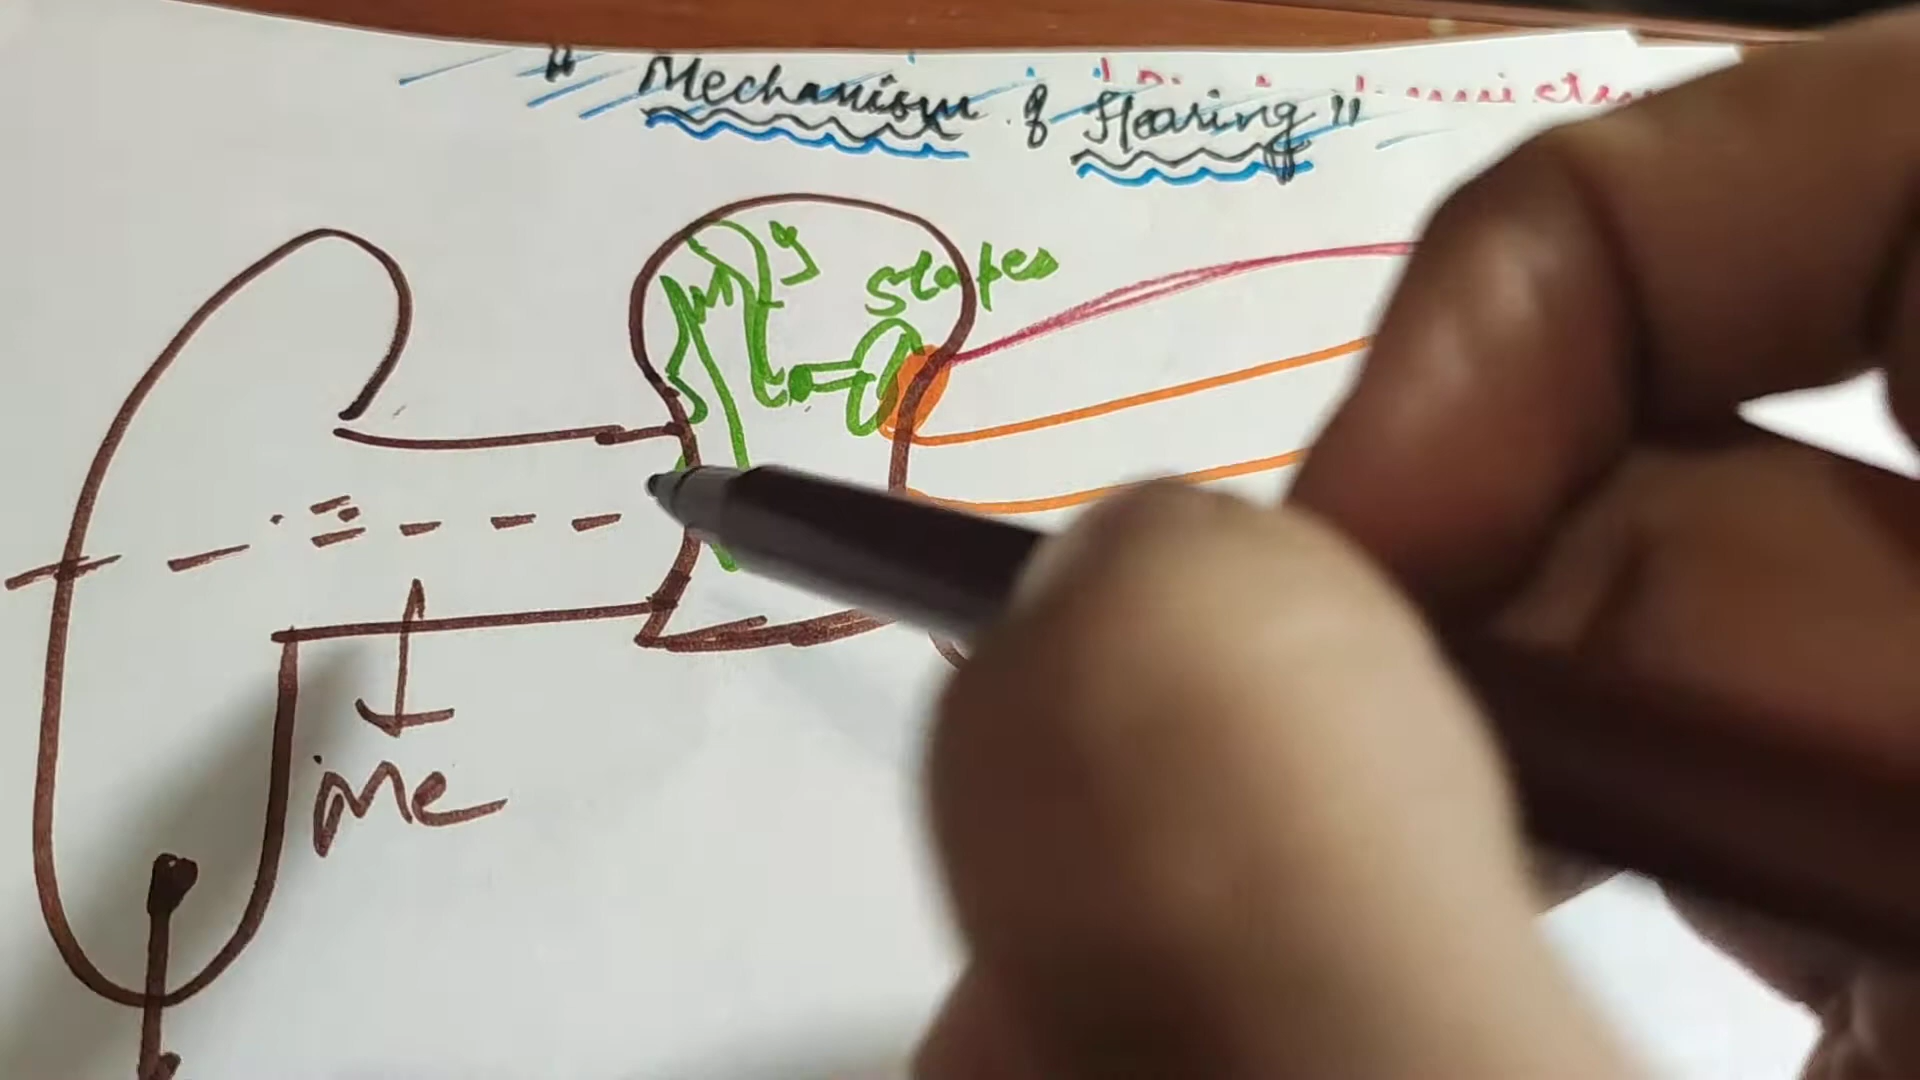 " Mechanism of Hearing "
M
I
Stapes
Me